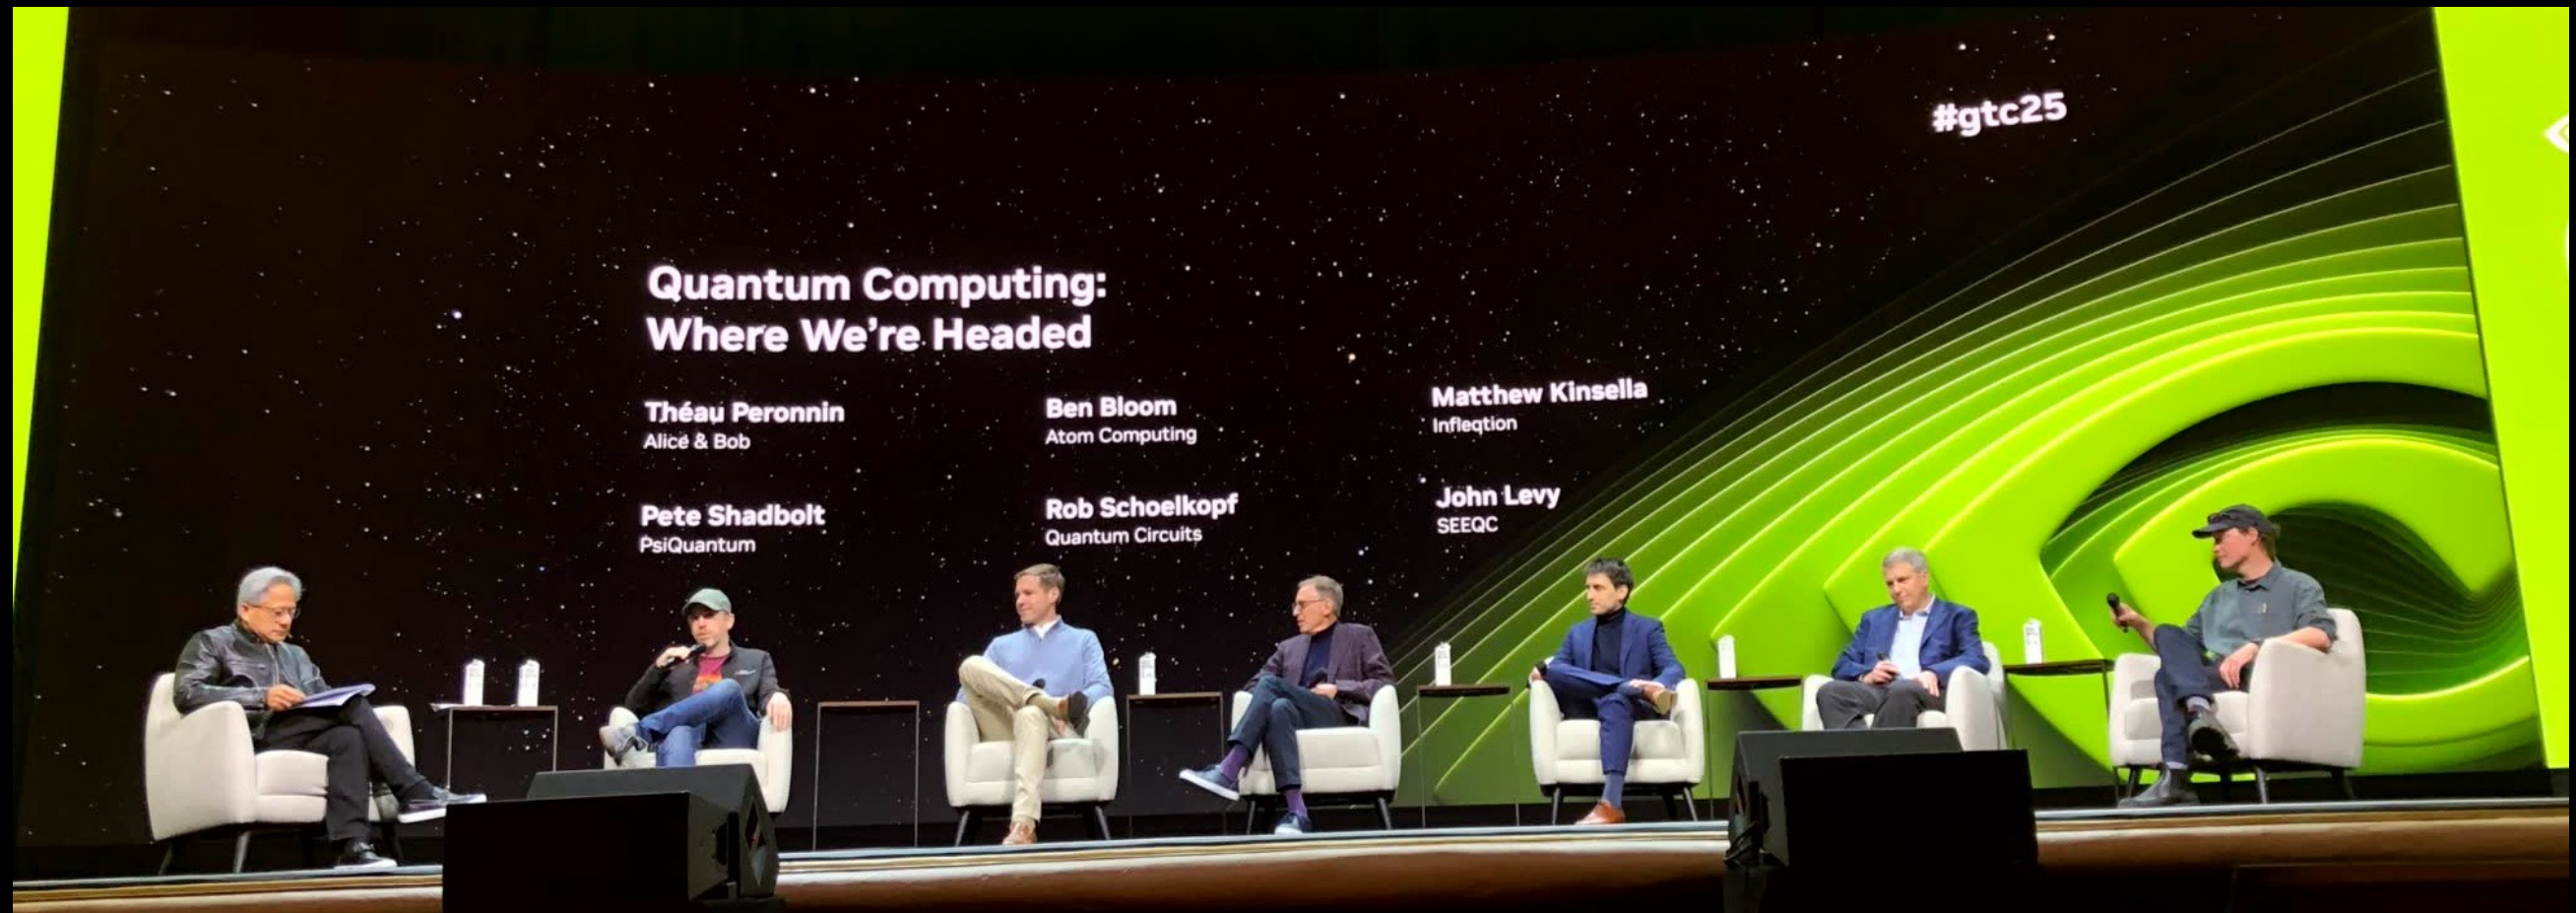 #gtc25
Quantum Computing:
Where We're Headed
Théau Peronnin
Alice & Bob
Ben Bloom
Atom Computing
Matthew Kinsella
Infleqtion
Pete Shadbolt
PsiQuantum
Rob Schoelkopf
Quantum Circuits
John Levy
SEEQC